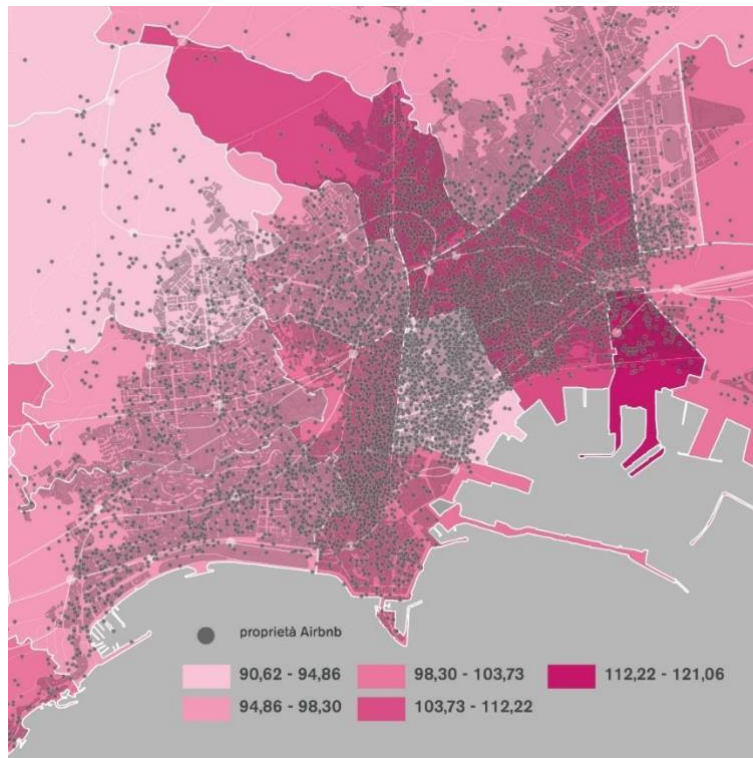 proprietà Airbnb
90,62 - 94,86
98,30 - 103,73
112,22 - 121,06
94,86 - 98,30
103,73 - 112,22